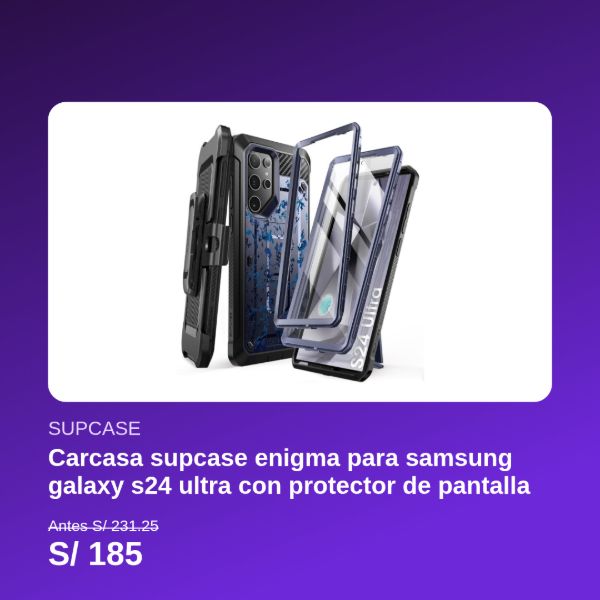 S24 Ultra
SUPCASE
Carcasa supcase enigma para samsung
galaxy s24 ultra con protector de pantalla
Antes S/ 231.25
S/ 185